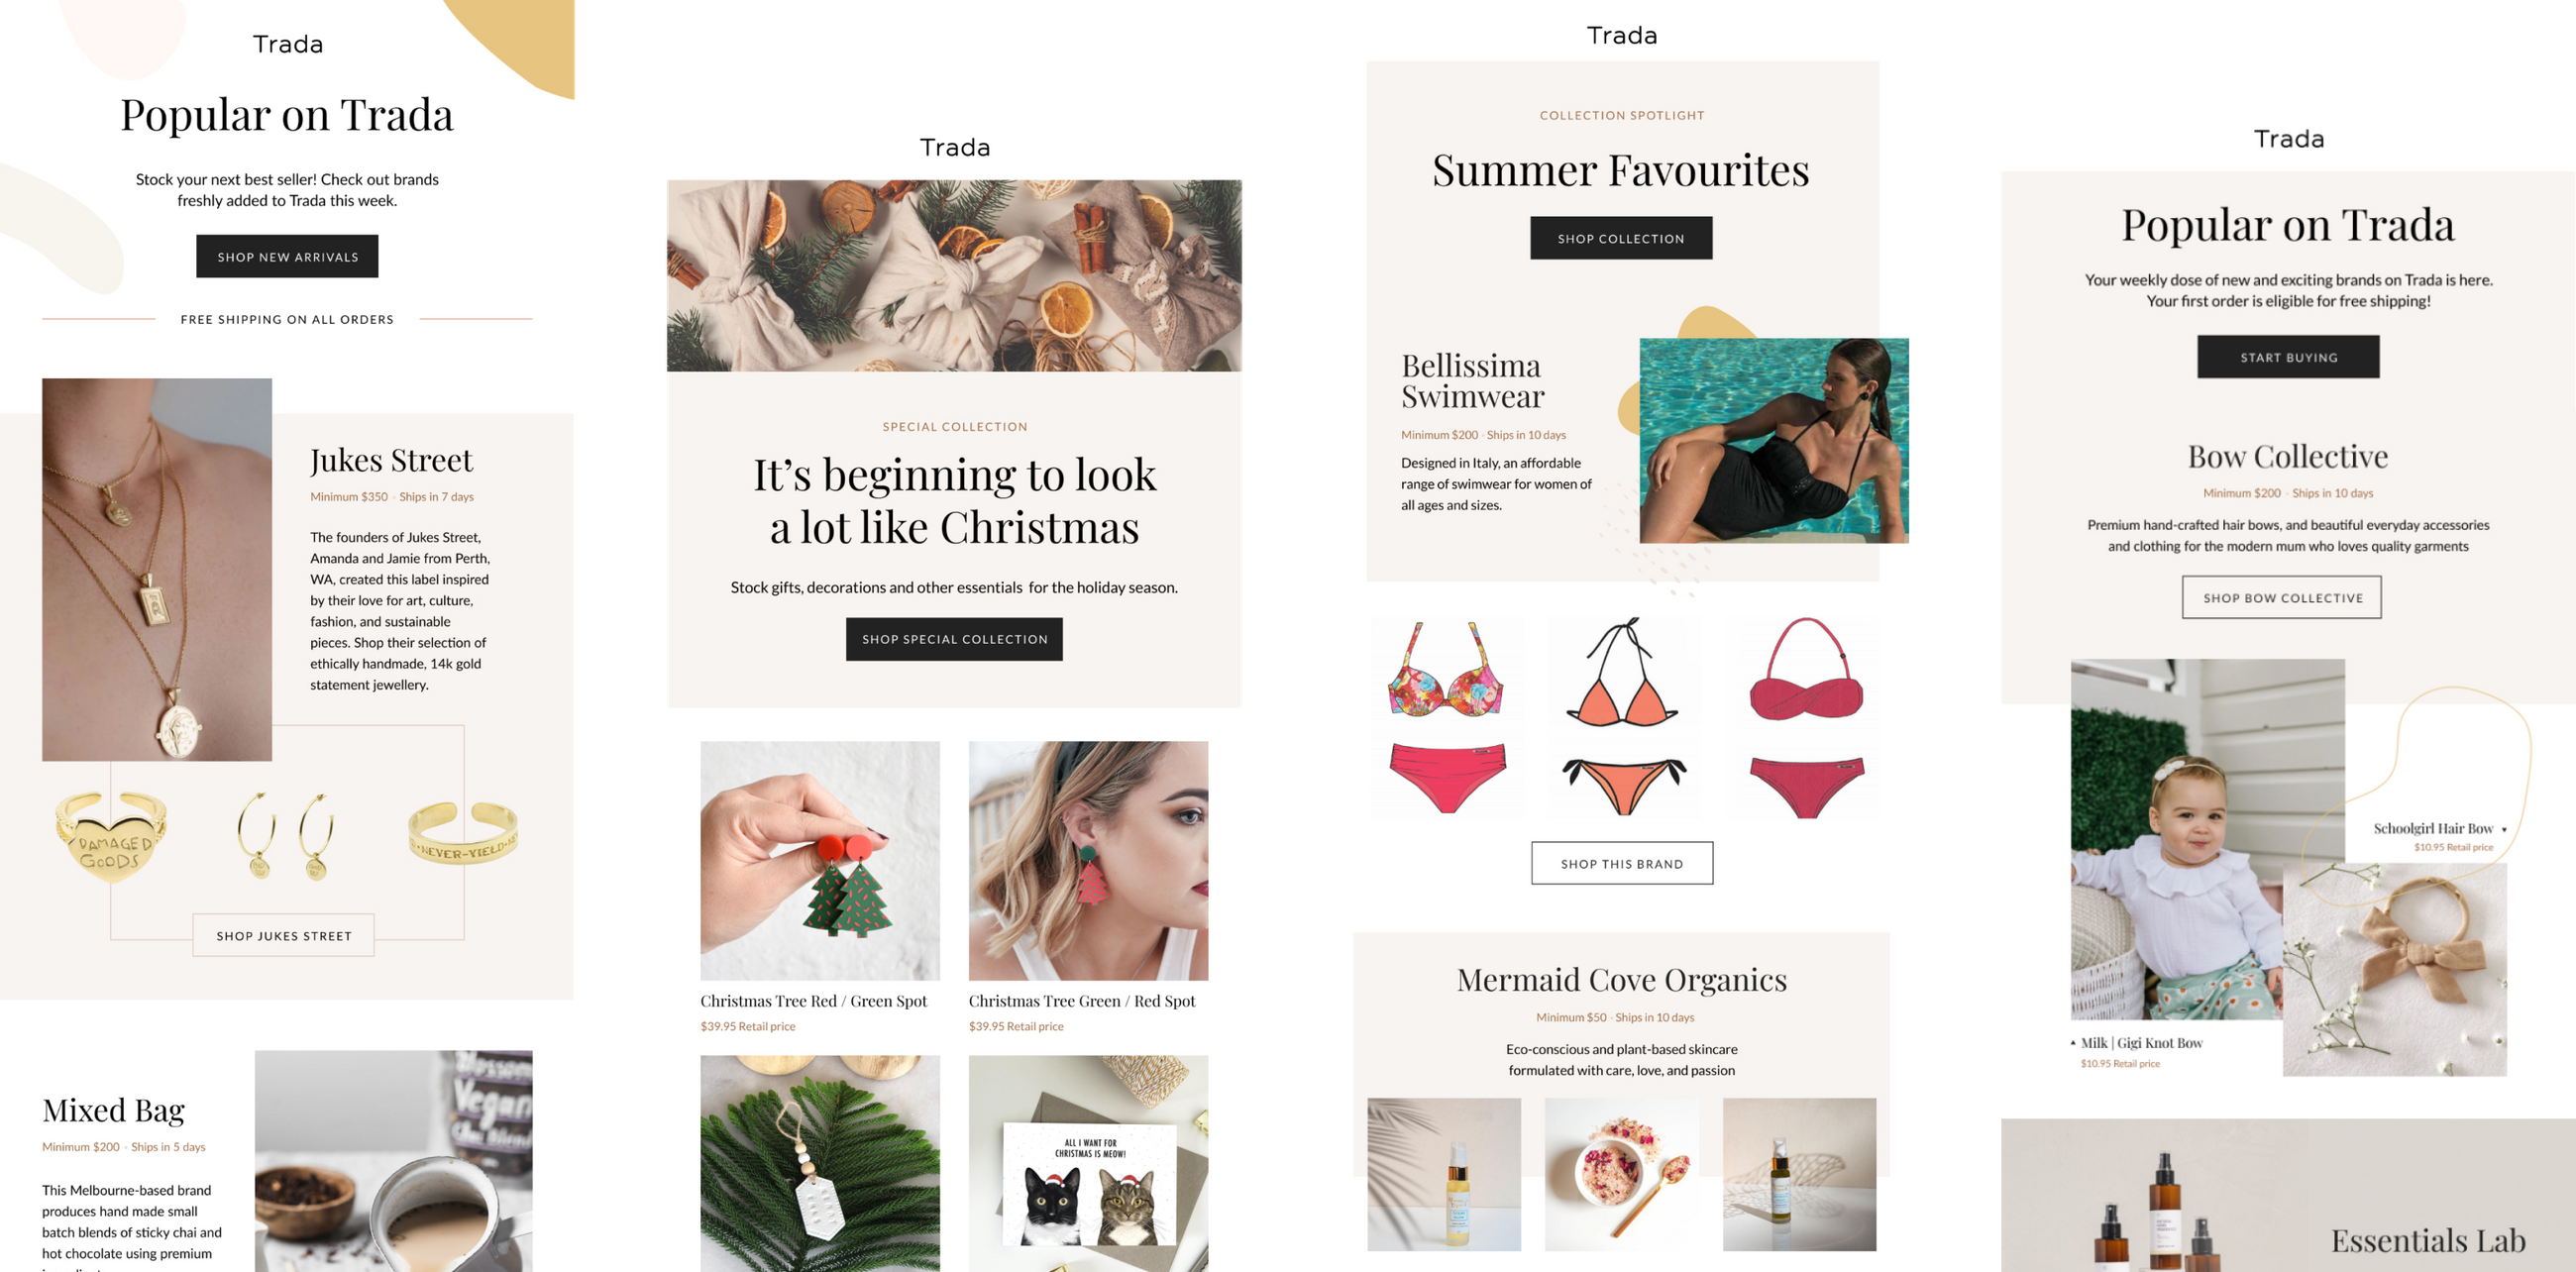 Trada
Popular on Trada
Stock your next best seller! Check out brands
freshly added to Trada this week.
SHOP NEW ARRIVALS
FREE SHIPPING ON ALL ORDERS
Jukes Street
Minimum $350 · Ships in 7 days
The founders of Jukes Street,
Amanda and Jamie from Perth,
WA, created this label inspired
by their love for art, culture,
fashion, and sustainable
pieces. Shop their selection of
ethically handmade, 14k gold
statement jewellery.
DAMAGED
GOODS
NEVER-YIELD
SHOP JUKES STREET
Mixed Bag
Minimum $200 · Ships in 5 days
This Melbourne-based brand
produces hand made small
batch blends of sticky chai and
hot chocolate using premium
Blossom
Vegan
Trada
SPECIAL COLLECTION
It's beginning to look
a lot like Christmas
Stock gifts, decorations and other essentials for the holiday season.
SHOP SPECIAL COLLECTION
Christmas Tree Red / Green Spot
$39.95 Retail price
Christmas Tree Green / Red Spot
$39.95 Retail price
ALL I WANT FOR
CHRISTMAS IS MEOW!
Trada
COLLECTION SPOTLIGHT
Summer Favourites
SHOP COLLECTION
Bellissima
Swimwear
Minimum $200 · Ships in 10 days
Designed in Italy, an affordable
range of swimwear for women of
all ages and sizes.
SHOP THIS BRAND
Mermaid Cove Organics
Minimum $50 · Ships in 10 days
Eco-conscious and plant-based skincare
formulated with care, love, and passion
Trada
Popular on Trada
Your weekly dose of new and exciting brands on Trada is here.
Your first order is eligible for free shipping!
START BUYING
Bow Collective
Minimum $200 · Ships in 10 days
Premium hand-crafted hair bows, and beautiful everyday accessories
and clothing for the modern mum who loves quality garments
SHOP BOW COLLECTIVE
Schoolgirl Hair Bow
$10.95 Retail price
Milk | Gigi Knot Bow
$10.95 Retail price
Essentials Lab